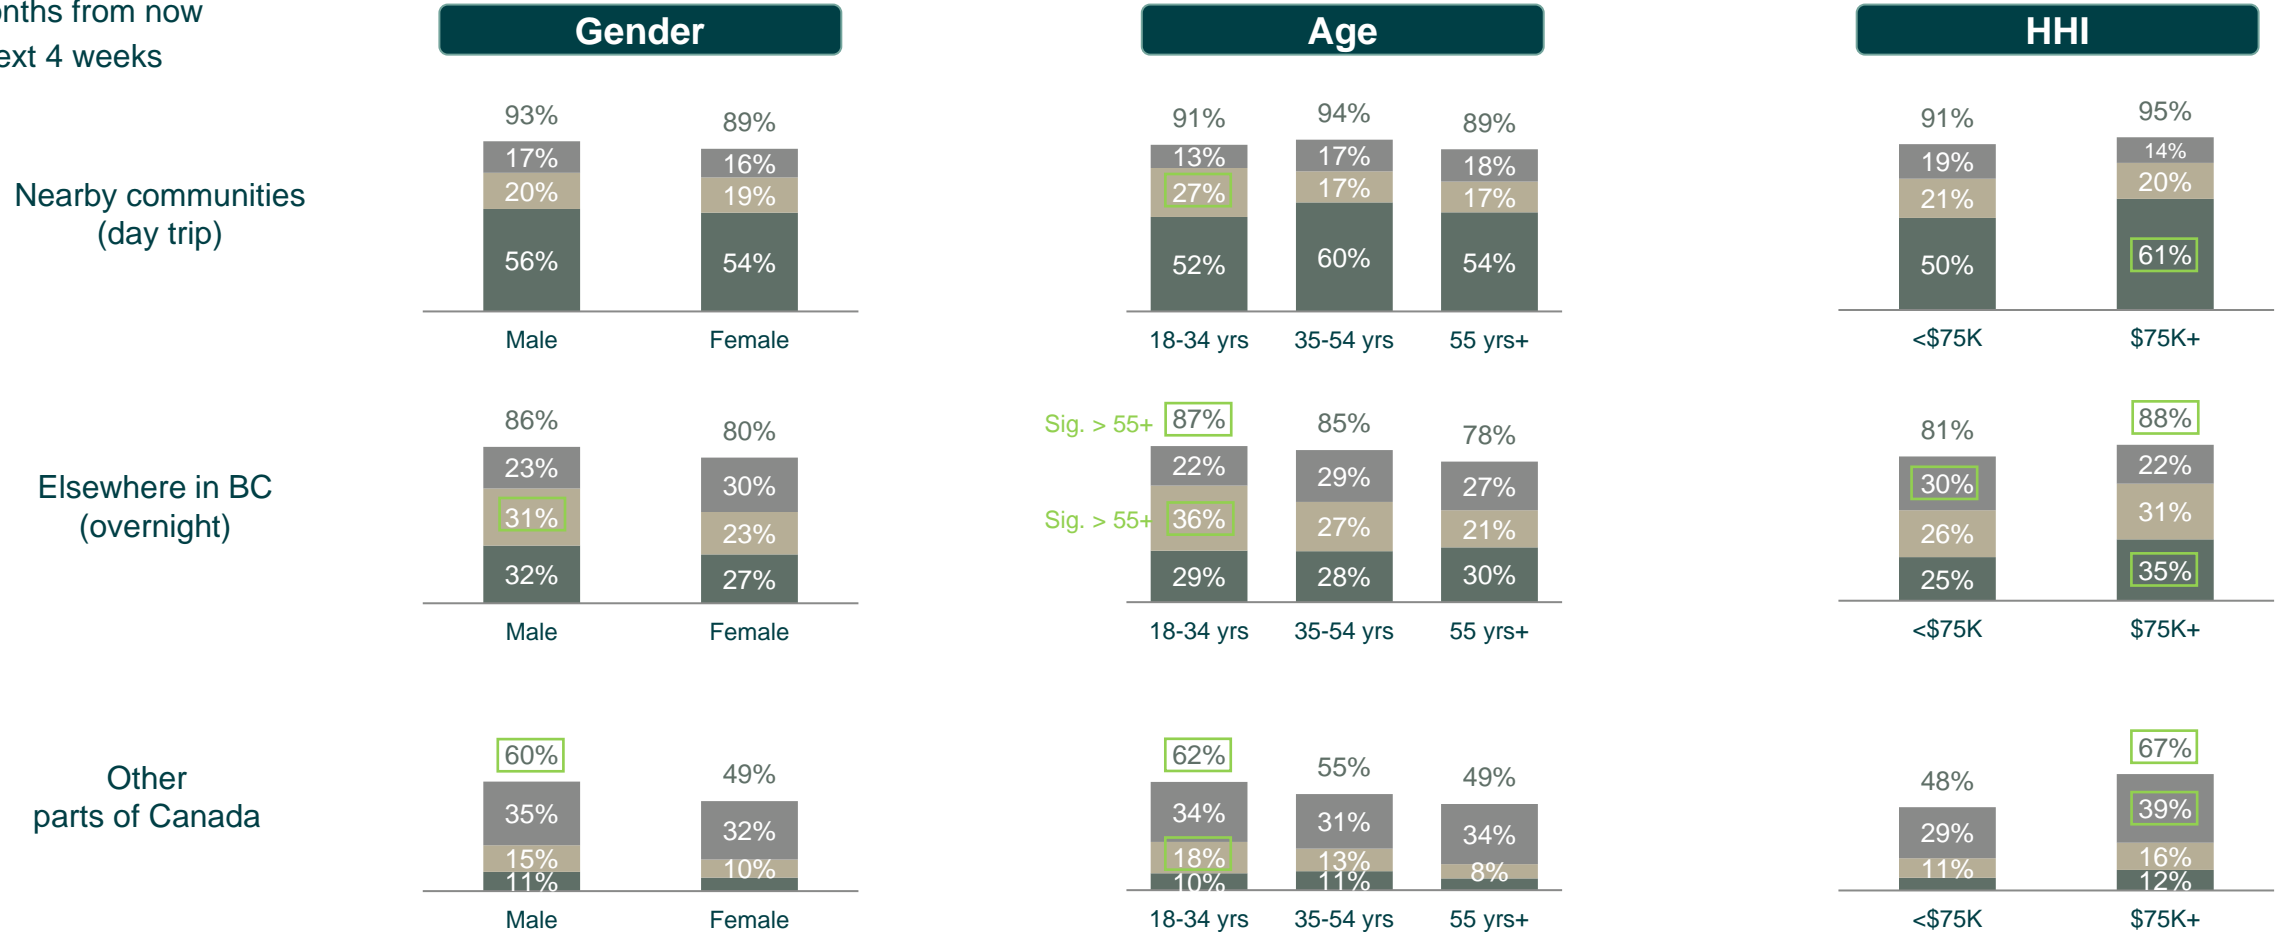 from now
4 weeks
Gender
Age
HHI
Nearby communities
(day trip)
93%
89%
17%
16%
20%
19%
56%
54%
Male
Female
91%
94%
89%
13%
17%
18%
27%
17%
17%
52%
60%
54%
18-34 yrs
35-54 yrs
55 yrs+
91%
95%
19%
14%
21%
20%
50%
61%
<$75K
$75K+
Elsewhere in BC
(overnight)
86%
80%
23%
30%
31%
23%
32%
27%
Male
Female
Sig. > 55+
87%
85%
78%
22%
29%
27%
Sig. > 55+
36%
27%
21%
29%
28%
30%
18-34 yrs
35-54 yrs
55 yrs+
81%
88%
30%
22%
26%
31%
25%
35%
<$75K
$75K+
Other
parts of Canada
60%
49%
35%
32%
15%
10%
11%
Male
Female
62%
55%
49%
34%
31%
34%
18%
13%
8%
10%
11%
18-34 yrs
35-54 yrs
55 yrs+
48%
67%
29%
39%
11%
16%
12%
<$75K
$75K+